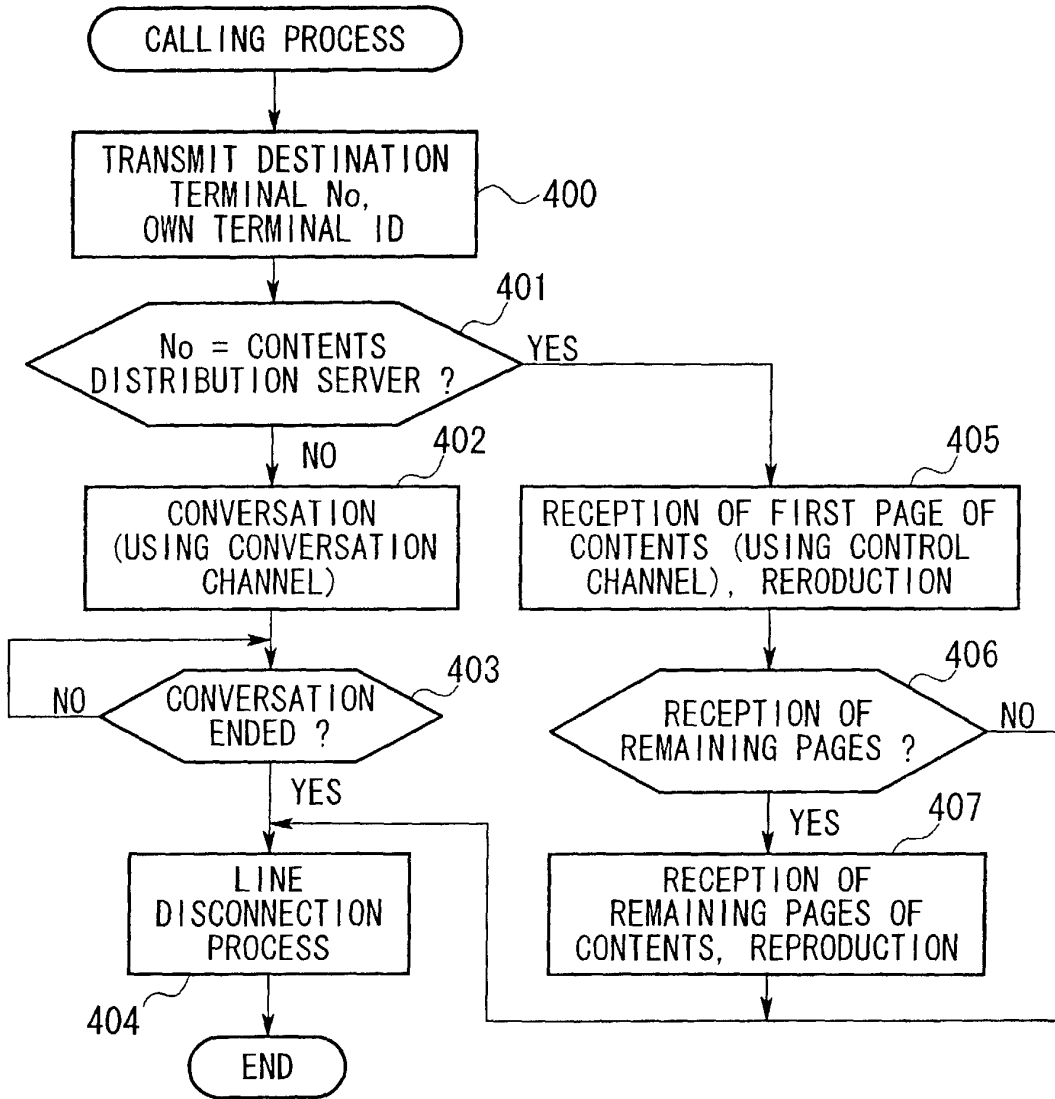 CALLING PROCESS
TRANSMIT DESTINATION
TERMINAL No,
OWN TERMINAL ID
400
401
No = CONTENTS
DISTRIBUTION SERVER ?
YES
NO
402
CONVERSATION
(USING CONVERSATION
CHANNEL)
405
RECEPTION OF FIRST PAGE OF
CONTENTS (USING CONTROL
CHANNEL), RERODUCTION
403
CONVERSATION
ENDED ?
NO
YES
406
RECEPTION OF
REMAINING PAGES ?
NO
YES
407
RECEPTION OF
REMAINING PAGES OF
CONTENTS, REPRODUCTION
LINE
DISCONNECTION
PROCESS
404
END